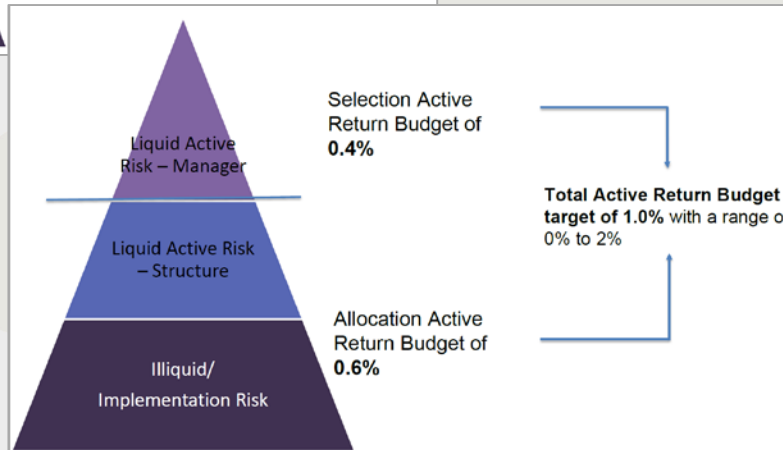 Liquid Active
Risk – Manager
Selection Active
Return Budget of
0.4%
Liquid Active Risk
– Structure
Total Active Return Budget
target of 1.0% with a range
0% to 2%
Illiquid/
Implementation Risk
Allocation Active
Return Budget of
0.6%